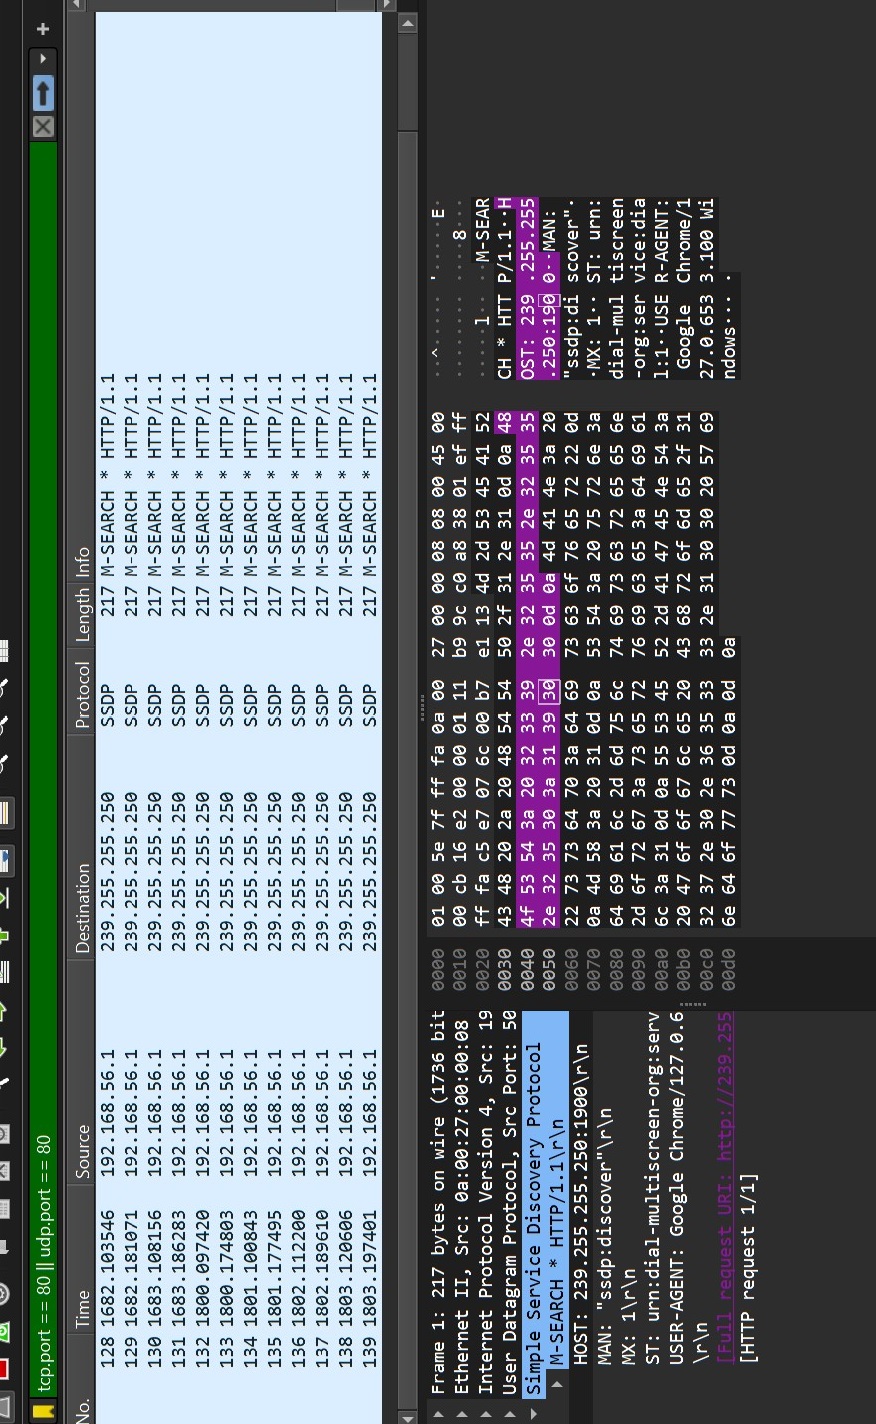 tcp.port == 80 || udp.port == 80
No. Time Source Destination Protocol Length Info
128 1682.103546 192.168.56.1 239.255.255.250 SSDP 217 M-SEARCH * HTTP/1.1
129 1682.181071 192.168.56.1 239.255.255.250 SSDP 217 M-SEARCH * HTTP/1.1
130 1683.108156 192.168.56.1 239.255.255.250 SSDP 217 M-SEARCH * HTTP/1.1
131 1683.186283 192.168.56.1 239.255.255.250 SSDP 217 M-SEARCH * HTTP/1.1
132 1800.097420 192.168.56.1 239.255.255.250 SSDP 217 M-SEARCH * HTTP/1.1
133 1800.174803 192.168.56.1 239.255.255.250 SSDP 217 M-SEARCH * HTTP/1.1
134 1801.100843 192.168.56.1 239.255.255.250 SSDP 217 M-SEARCH * HTTP/1.1
135 1801.177495 192.168.56.1 239.255.255.250 SSDP 217 M-SEARCH * HTTP/1.1
136 1802.112200 192.168.56.1 239.255.255.250 SSDP 217 M-SEARCH * HTTP/1.1
137 1802.189610 192.168.56.1 239.255.255.250 SSDP 217 M-SEARCH * HTTP/1.1
138 1803.120606 192.168.56.1 239.255.255.250 SSDP 217 M-SEARCH * HTTP/1.1
139 1803.197401 192.168.56.1 239.255.255.250 SSDP 217 M-SEARCH * HTTP/1.1
Frame 1: 217 bytes on wire (1736 bit
Ethernet II, Src: 0a:00:27:00:00:08
Internet Protocol Version 4, Src: 19
User Datagram Protocol, Src Port: 50
Simple Service Discovery Protocol
M-SEARCH * HTTP/1.1\r\n
HOST: 239.255.255.250:1900\r\n
MAN: "ssdp:discover"\r\n
MX: 1\r\n
ST: urn:dial-multiscreen-org:serv
USER-AGENT: Google Chrome/127.0.6
\r\n
[Full request URI: http://239.255
[HTTP request 1/1]
0000 01 00 5e 7f ff fa 0a 00 27 00 00 08 08 00 45 00 ··^····· '·····E·
0010 00 cb 16 e2 00 00 01 11 b9 9c c0 a8 38 01 ef ff ········ ····8···
0020 ff fa c5 e7 07 6c 00 b7 e1 13 4d 2d 53 45 41 52 ·····l·· ··M-SEAR
0030 43 48 20 2a 20 48 54 54 50 2f 31 2e 31 0d 0a 48 CH * HTT P/1.1··H
0040 4f 53 54 3a 20 32 33 39 2e 32 35 35 2e 32 35 35 OST: 239 .255.255
0050 2e 32 35 30 3a 31 39 30 30 0d 0a 4d 41 4e 3a 20 .250:190 0··MAN:
0060 22 73 73 64 70 3a 64 69 73 63 6f 76 65 72 22 0d "ssdp:di scover"·
0070 0a 4d 58 3a 20 31 0d 0a 53 54 3a 20 75 72 6e 3a ·MX: 1·· ST: urn:
0080 64 69 61 6c 2d 6d 75 6c 74 69 73 63 72 65 65 6e dial-mul tiscreen
0090 2d 6f 72 67 3a 73 65 72 76 69 63 65 3a 64 69 61 -org:ser vice:dia
00a0 6c 3a 31 0d 0a 55 53 45 52 2d 41 47 45 4e 54 3a l:1··USE R-AGENT:
00b0 20 47 6f 6f 67 6c 65 20 43 68 72 6f 6d 65 2f 31 Google Chrome/1
00c0 32 37 2e 30 2e 36 35 33 33 2e 31 30 30 20 57 69 27.0.653 3.100 Wi
00d0 6e 64 6f 77 73 0d 0a 0d 0a ndows··· ·